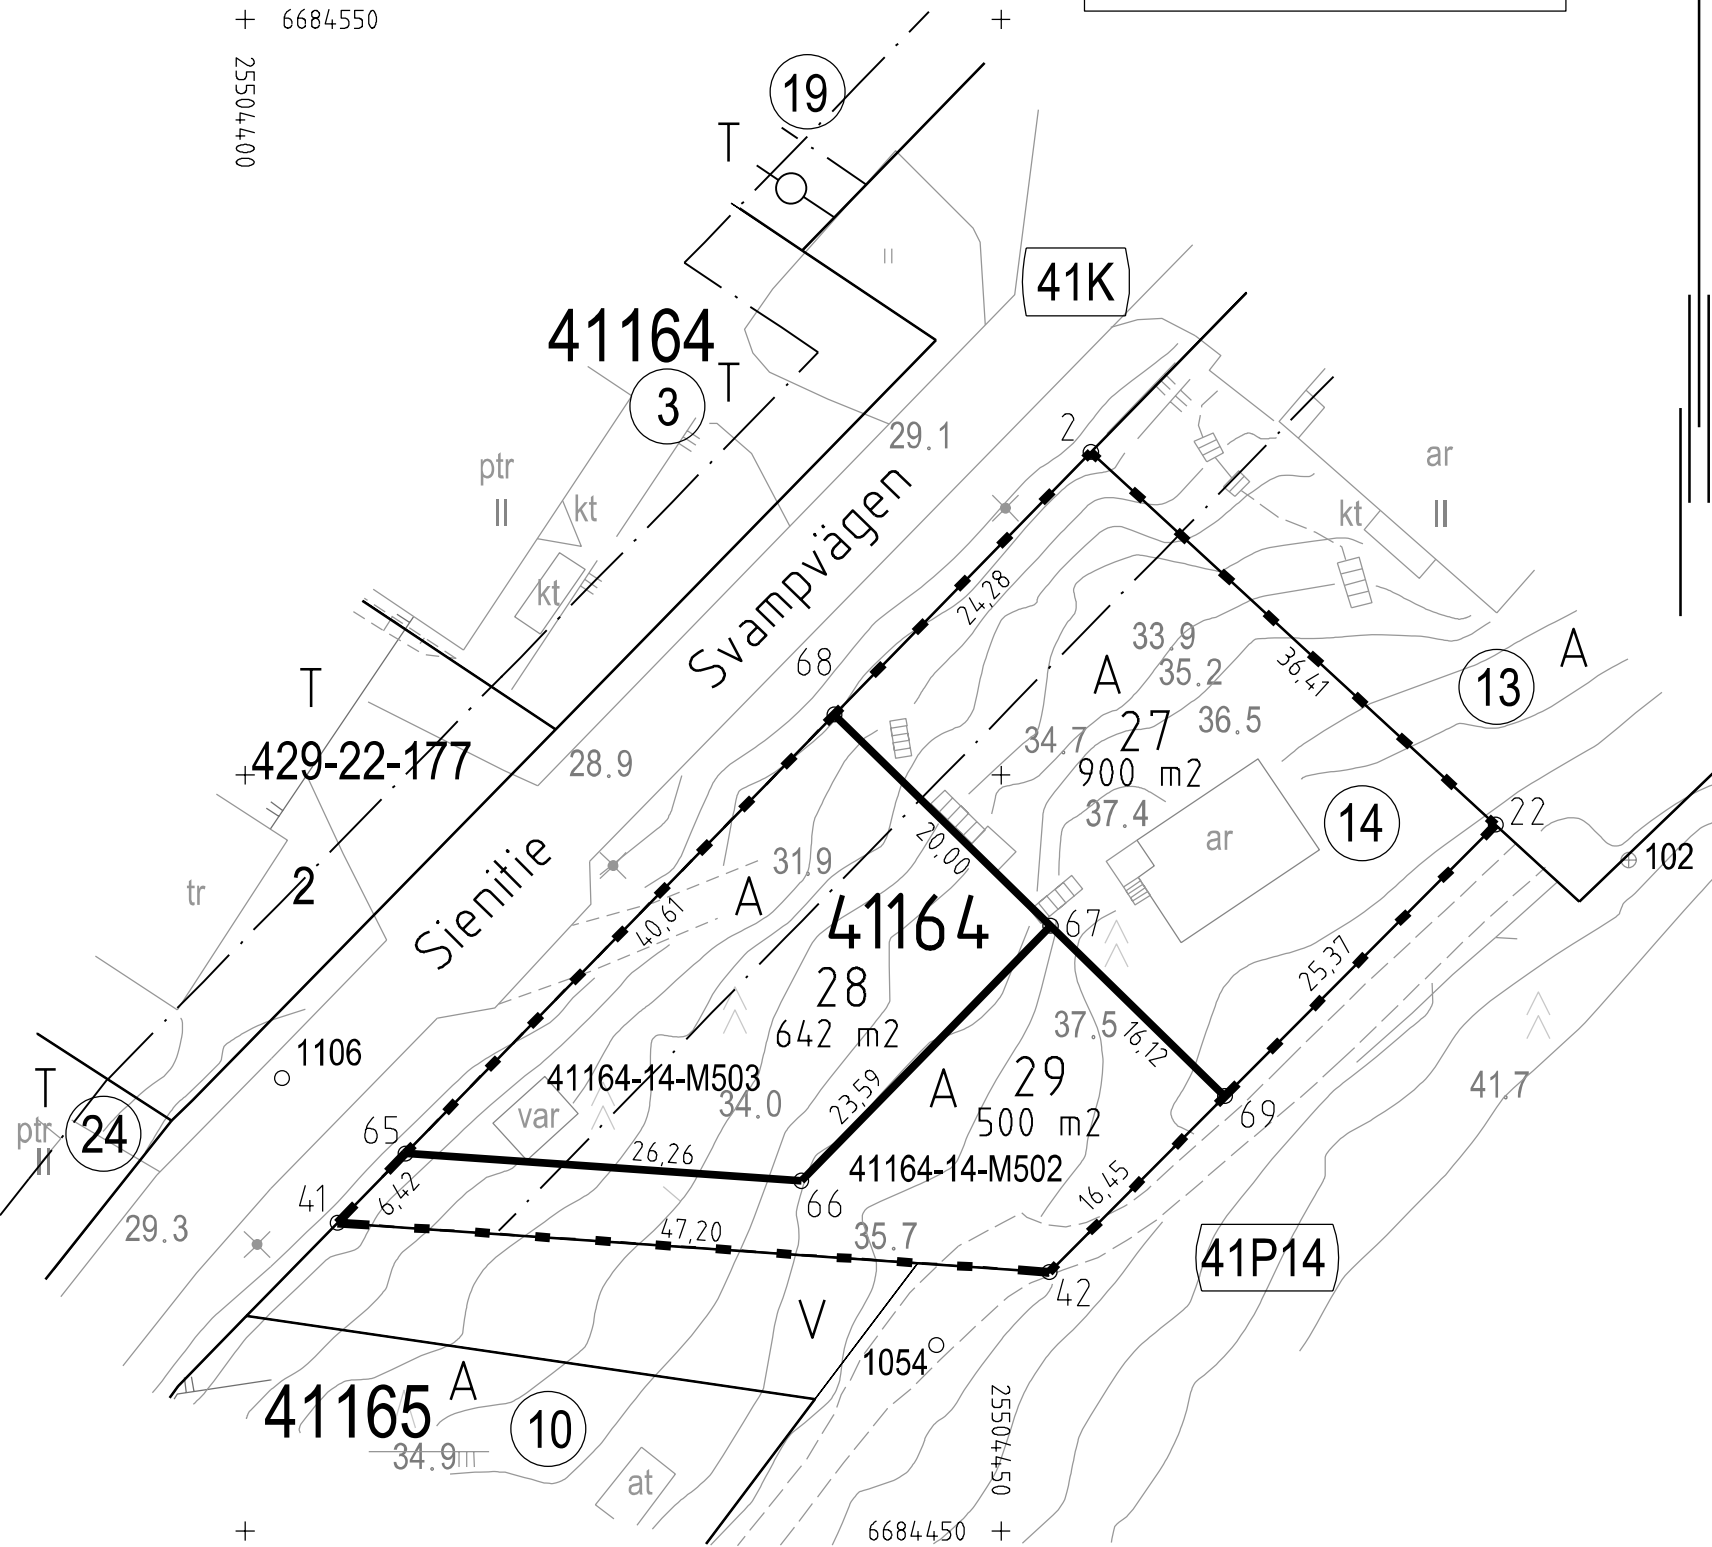 6684550
25504400
19
T
41K
41164
T
3
29.1
2
ptr
II
kt
ar
II
kt
kt
Svampvägen
24,28
33.9
A
35.2
36,41
13
A
68
T
27
36.5
34.7
429-22-177
28.9
900 m2
37.4
14
22
ar
102
Sienitie
31.9
20,00
tr
2
A
40,61
41164
67
25,37
28
642 m2
37.5
16,12
1106
41164-14-M503
34.0
var
23,59
A
29
500 m2
69
41.7
T
ptr
II
24
65
26,26
41164-14-M502
41
6,42
66
16,45
29.3
47,20
35.7
41P14
42
V
1054
A
41165
10
34.9
at
25504450
6684450